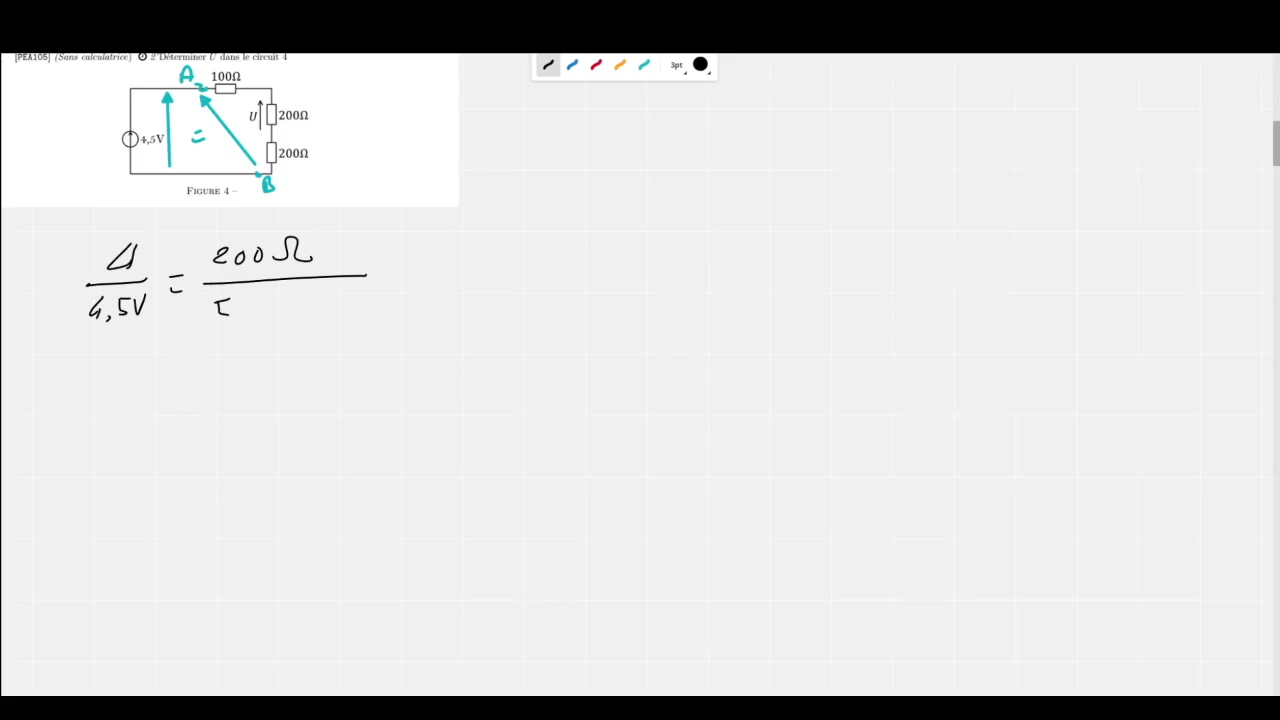 [PEA105] (Sans calculatrice) 2 Déterminer U dans le circuit 4
A 100Ω
U 200Ω
4,5V =
200Ω
B
FIGURE 4 –
3pt
U/4,5V = 200Ω/5